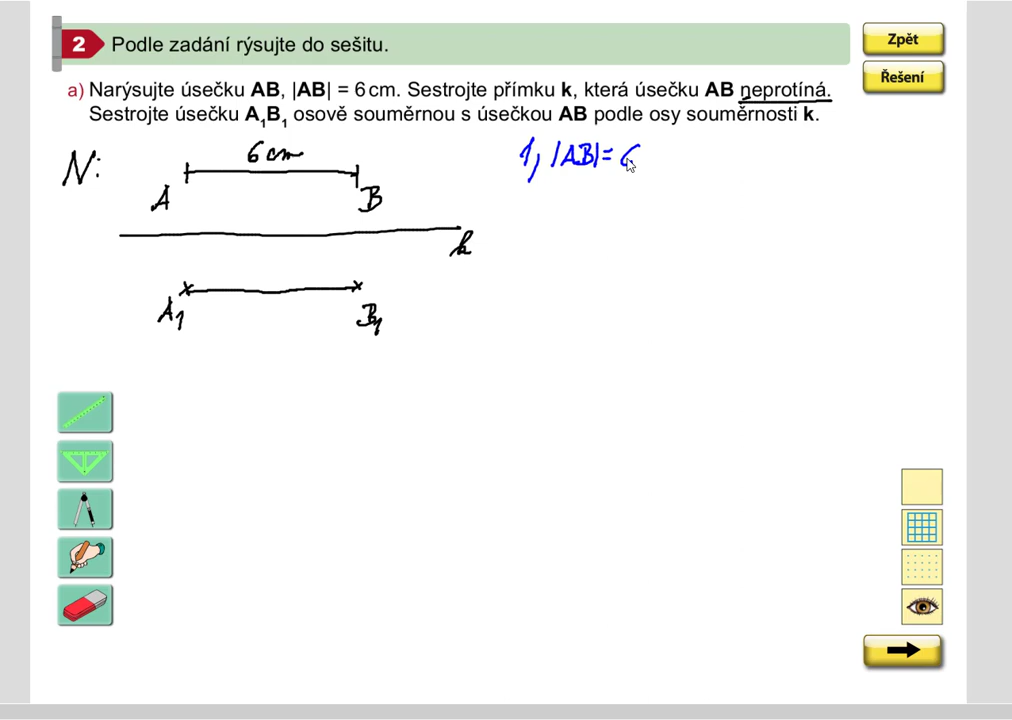 2 Podle zadání rýsujte do sešitu.
Zpět
Řešení
a) Narýsujte úsečku AB, |AB| = 6 cm. Sestrojte přímku k, která úsečku AB neprotíná.
Sestrojte úsečku A₁B₁ osově souměrnou s úsečkou AB podle osy souměrnosti k.
N:
6 cm
1, |AB| = 6
A B
k
A₁ B₁